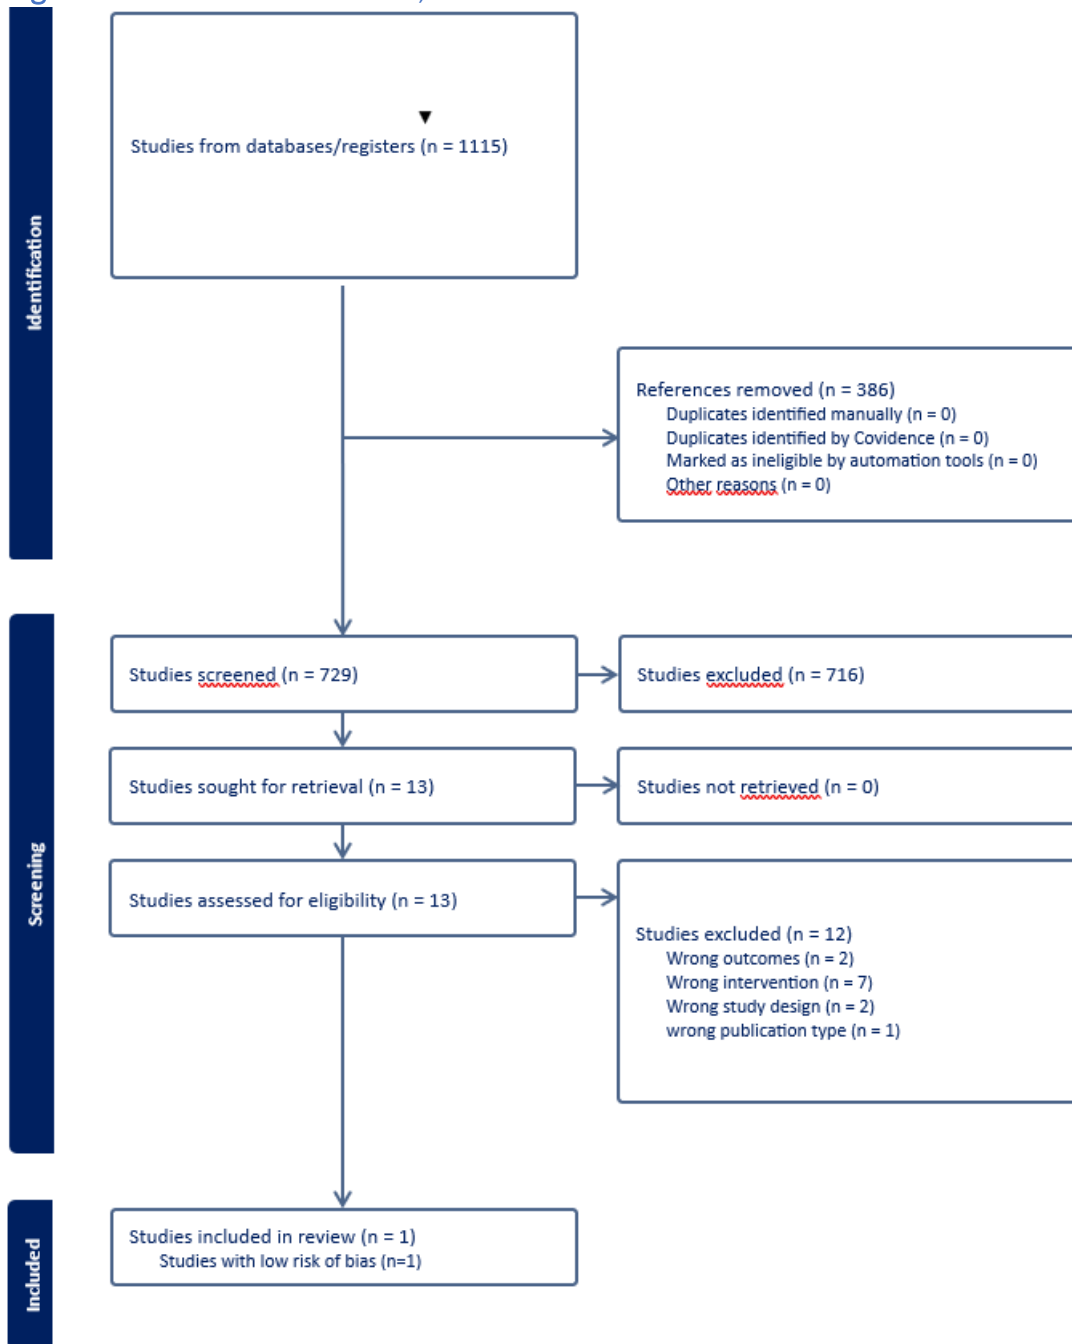 Identification
Studies from databases/registers (n = 1115)
References removed (n = 386)
Duplicates identified manually (n = 0)
Duplicates identified by Covidence (n = 0)
Marked as ineligible by automation tools (n = 0)
Other reasons (n = 0)
Screening
Studies screened (n = 729)
Studies excluded (n = 716)
Studies sought for retrieval (n = 13)
Studies not retrieved (n = 0)
Studies assessed for eligibility (n = 13)
Studies excluded (n = 12)
Wrong outcomes (n = 2)
Wrong intervention (n = 7)
Wrong study design (n = 2)
wrong publication type (n = 1)
Included
Studies included in review (n = 1)
Studies with low risk of bias (n=1)